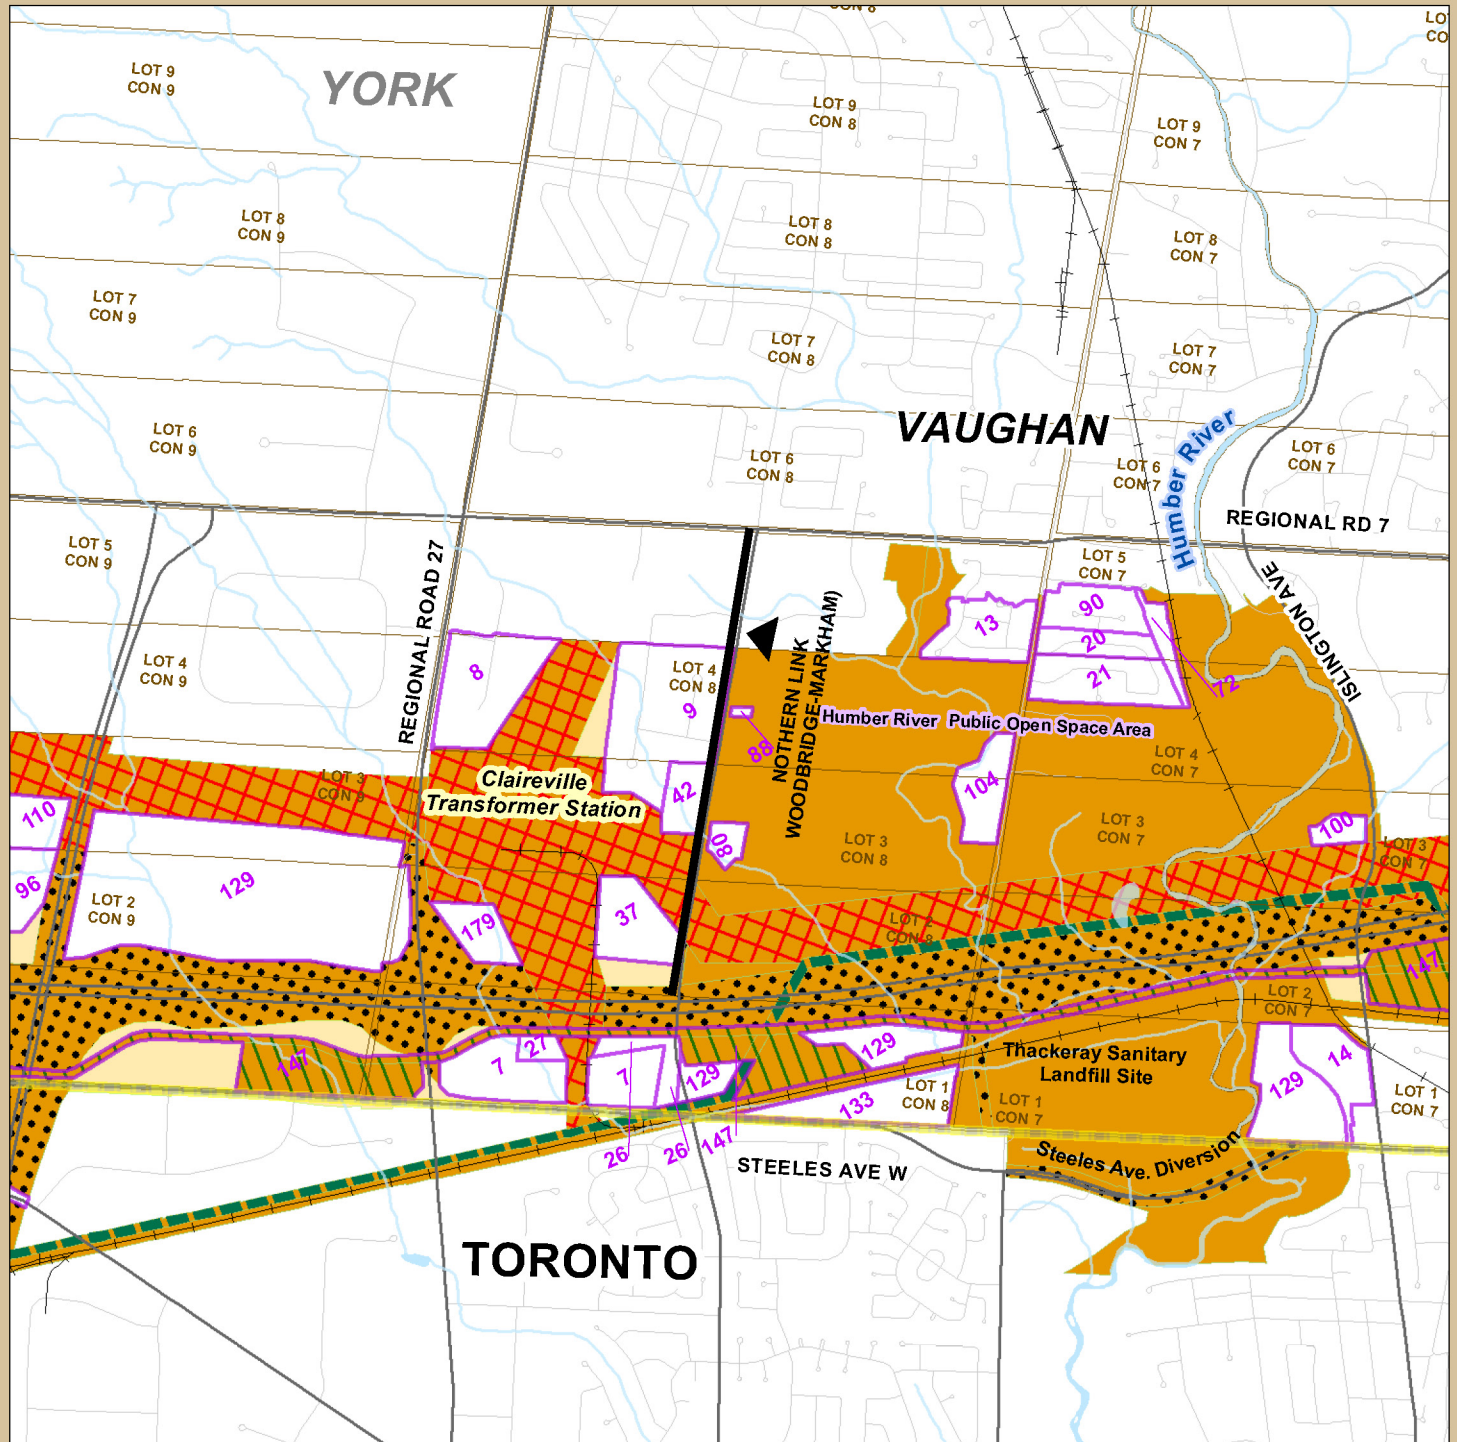 CON 8
LO
CO
LOT 9
CON 9
YORK
LOT 9
CON 8
LOT 9
CON 7
LOT 8
CON 9
LOT 8
CON 8
LOT 8
CON 7
LOT 7
CON 9
LOT 7
CON 8
LOT 7
CON 7
VAUGHAN
LOT 6
CON 9
LOT 6
CON 8
LOT 6
CON 7
Humber River
LOT 6
CON 7
REGIONAL RD 7
LOT 5
CON 9
REGIONAL ROAD 27
LOT 5
CON 7
ISLINGTON AVE
NOTHERN LINK
WOODBRIDGE-MARKHAM)
90
13
20
21
72
8
LOT 4
CON 9
LOT 4
CON 8
9
Humber River Public Open Space Area
88
LOT 4
CON 7
LOT 3
CON 9
Claireville
Transformer Station
42
104
110
80
LOT 3
CON 8
LOT 3
CON 7
100
LOT 3
CON 7
96
129
LOT 2
CON 9
179
37
LOT 2
CON 8
147
LOT 2
CON 7
147
7
27
7
129
129
Thackeray Sanitary
Landfill Site
14
129
LOT 1
CON 8
133
LOT 1
CON 7
LOT 1
CON 7
26
26
147
STEELES AVE W
Steeles Ave. Diversion
TORONTO